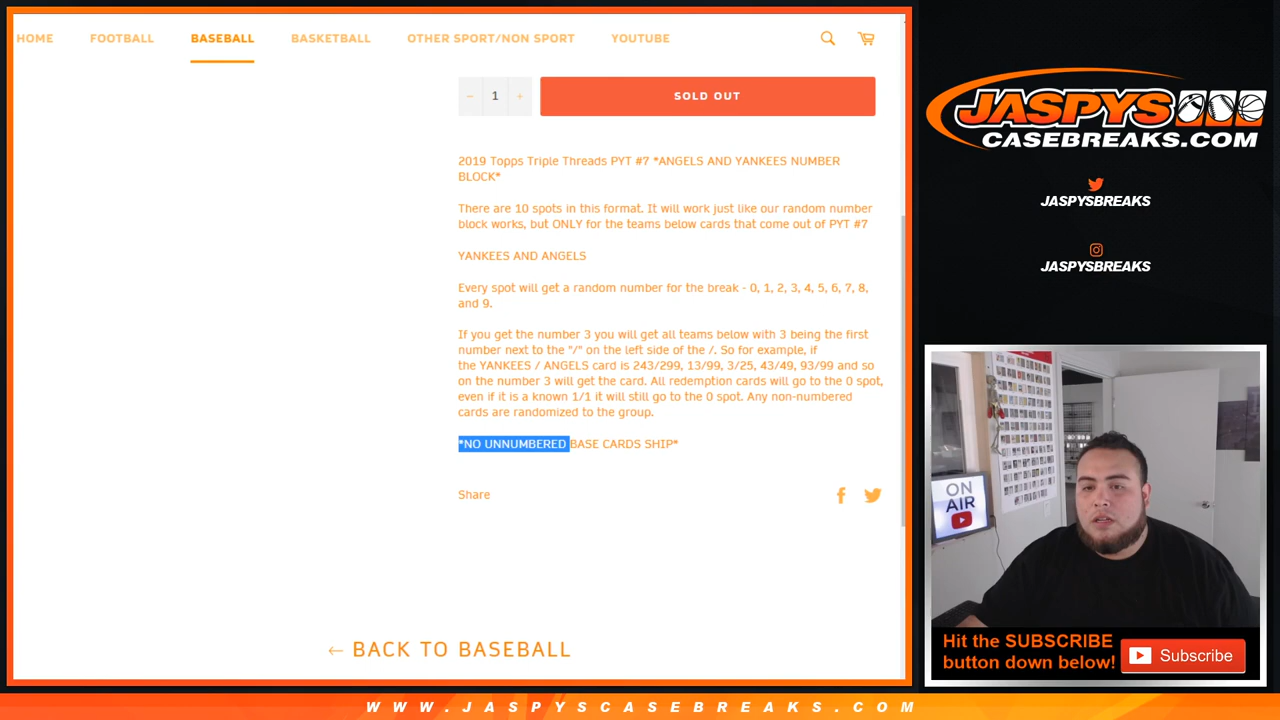 HOME
FOOTBALL
BASEBALL
BASKETBALL
OTHER SPORT/NON SPORT
YOUTUBE
− 1 +
SOLD OUT
2019 Topps Triple Threads PYT #7 *ANGELS AND YANKEES NUMBER
BLOCK*
There are 10 spots in this format. It will work just like our random number
block works, but ONLY for the teams below cards that come out of PYT #7
YANKEES AND ANGELS
Every spot will get a random number for the break - 0, 1, 2, 3, 4, 5, 6, 7, 8,
and 9.
If you get the number 3 you will get all teams below with 3 being the first
number next to the "/" on the left side of the /. So for example, if
the YANKEES / ANGELS card is 243/299, 13/99, 3/25, 43/49, 93/99 and so
on the number 3 will get the card. All redemption cards will go to the 0 spot,
even if it is a known 1/1 it will still go to the 0 spot. Any non-numbered
cards are randomized to the group.
*NO UNNUMBERED BASE CARDS SHIP*
Share
← BACK TO BASEBALL
JASPYS
CASEBREAKS.COM
JASPYSBREAKS
JASPYSBREAKS
ON
AIR
Hit the SUBSCRIBE
button down below!
Subscribe
WWW.JASPYSCASEBREAKS.COM